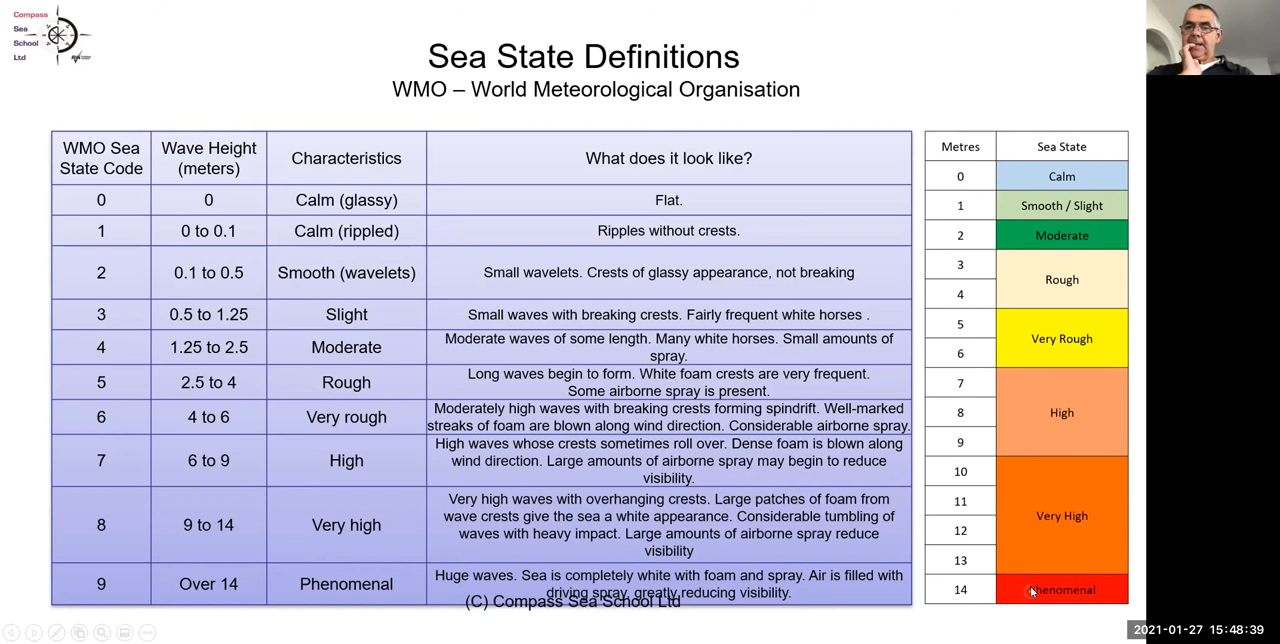 Compass
Sea
School
Ltd
Sea State Definitions
WMO – World Meteorological Organisation
WMO Sea State Code	Wave Height (meters)	Characteristics	What does it look like?
0	0	Calm (glassy)	Flat.
1	0 to 0.1	Calm (rippled)	Ripples without crests.
2	0.1 to 0.5	Smooth (wavelets)	Small wavelets. Crests of glassy appearance, not breaking
3	0.5 to 1.25	Slight	Small waves with breaking crests. Fairly frequent white horses .
4	1.25 to 2.5	Moderate	Moderate waves of some length. Many white horses. Small amounts of
spray.
5	2.5 to 4	Rough	Long waves begin to form. White foam crests are very frequent.
Some airborne spray is present.
6	4 to 6	Very rough	Moderately high waves with breaking crests forming spindrift. Well-marked
streaks of foam are blown along wind direction. Considerable airborne spray.
7	6 to 9	High	High waves whose crests sometimes roll over. Dense foam is blown along
wind direction. Large amounts of airborne spray may begin to reduce
visibility.
8	9 to 14	Very high	Very high waves with overhanging crests. Large patches of foam from
wave crests give the sea a white appearance. Considerable tumbling of
waves with heavy impact. Large amounts of airborne spray reduce
visibility
9	Over 14	Phenomenal	Huge waves. Sea is completely white with foam and spray. Air is filled with
driving spray, greatly reducing visibility.
(C) Compass Sea School Ltd
Metres	Sea State
0	Calm
1	Smooth / Slight
2	Moderate
3
Rough
4
5
Very Rough
6
7
8	High
9
10
11
Very High
12
13
14	Phenomenal
2021-01-27 15:48:39